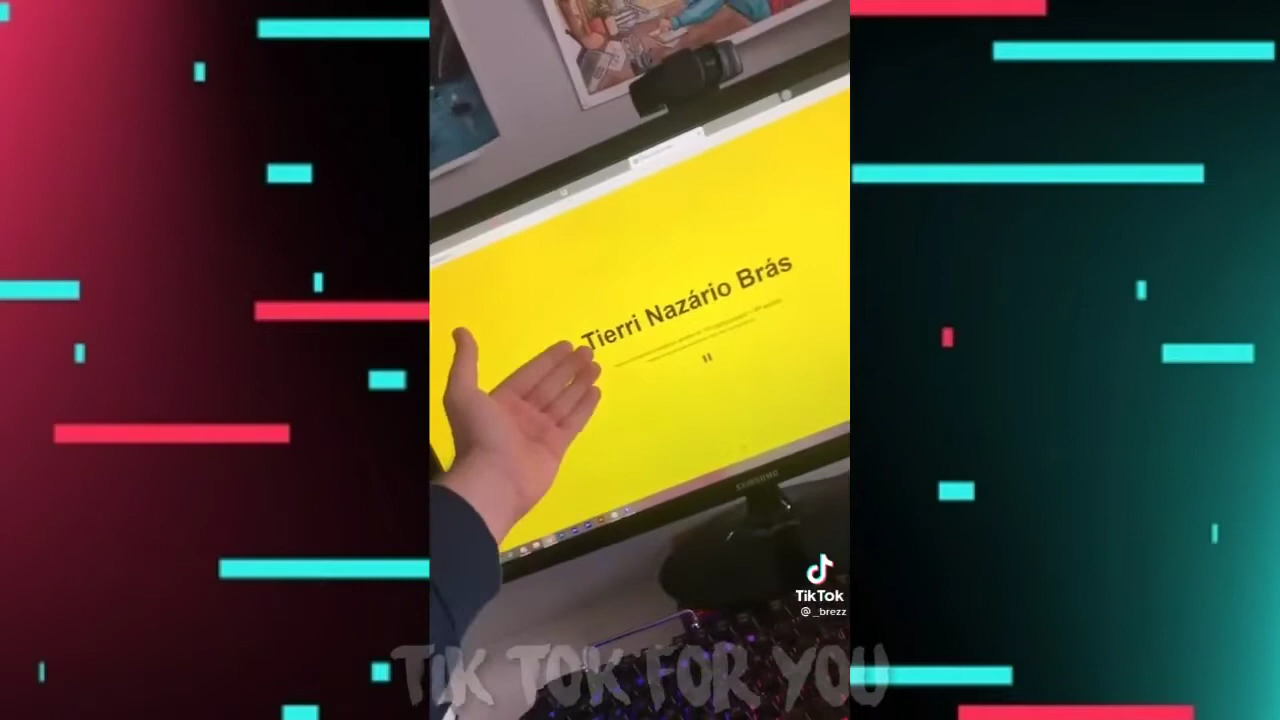 Tierri Nazário Brás
SAMSUNG
TikTok
@_brezz
TIK TOK FOR YOU